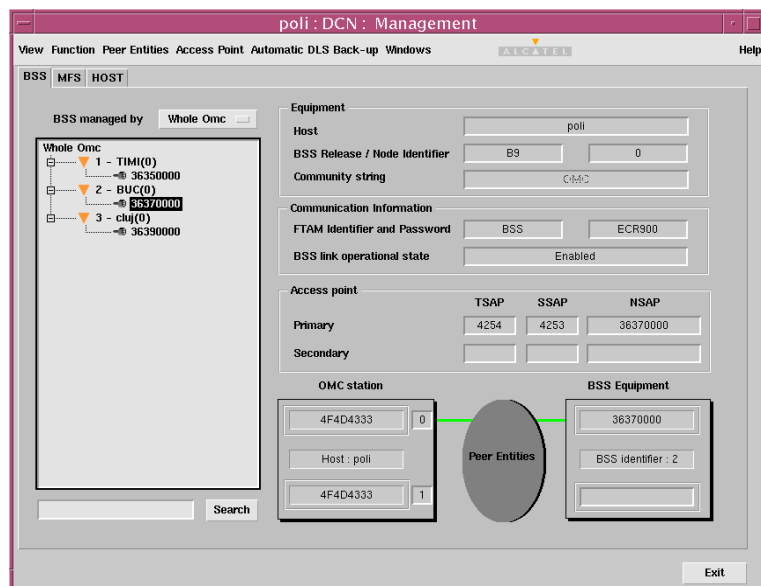 poli : DCN : Management
View Function Peer Entities Access Point Automatic DLS Back-up Windows ALCATEL Help
BSS MFS HOST
BSS managed by Whole Omc
Whole Omc
1 - TIMI(0)
36350000
2 - BUC(0)
36370000
3 - cluj(0)
36390000
Search
Equipment
Host poli
BSS Release / Node Identifier B9 0
Community string OMC
Communication Information
FTAM Identifier and Password BSS ECR900
BSS link operational state Enabled
Access point
TSAP SSAP NSAP
Primary 4254 4253 36370000
Secondary
OMC station BSS Equipment
4F4D4333 0 36370000
Host : poli Peer Entities BSS identifier : 2
4F4D4333 1
Exit